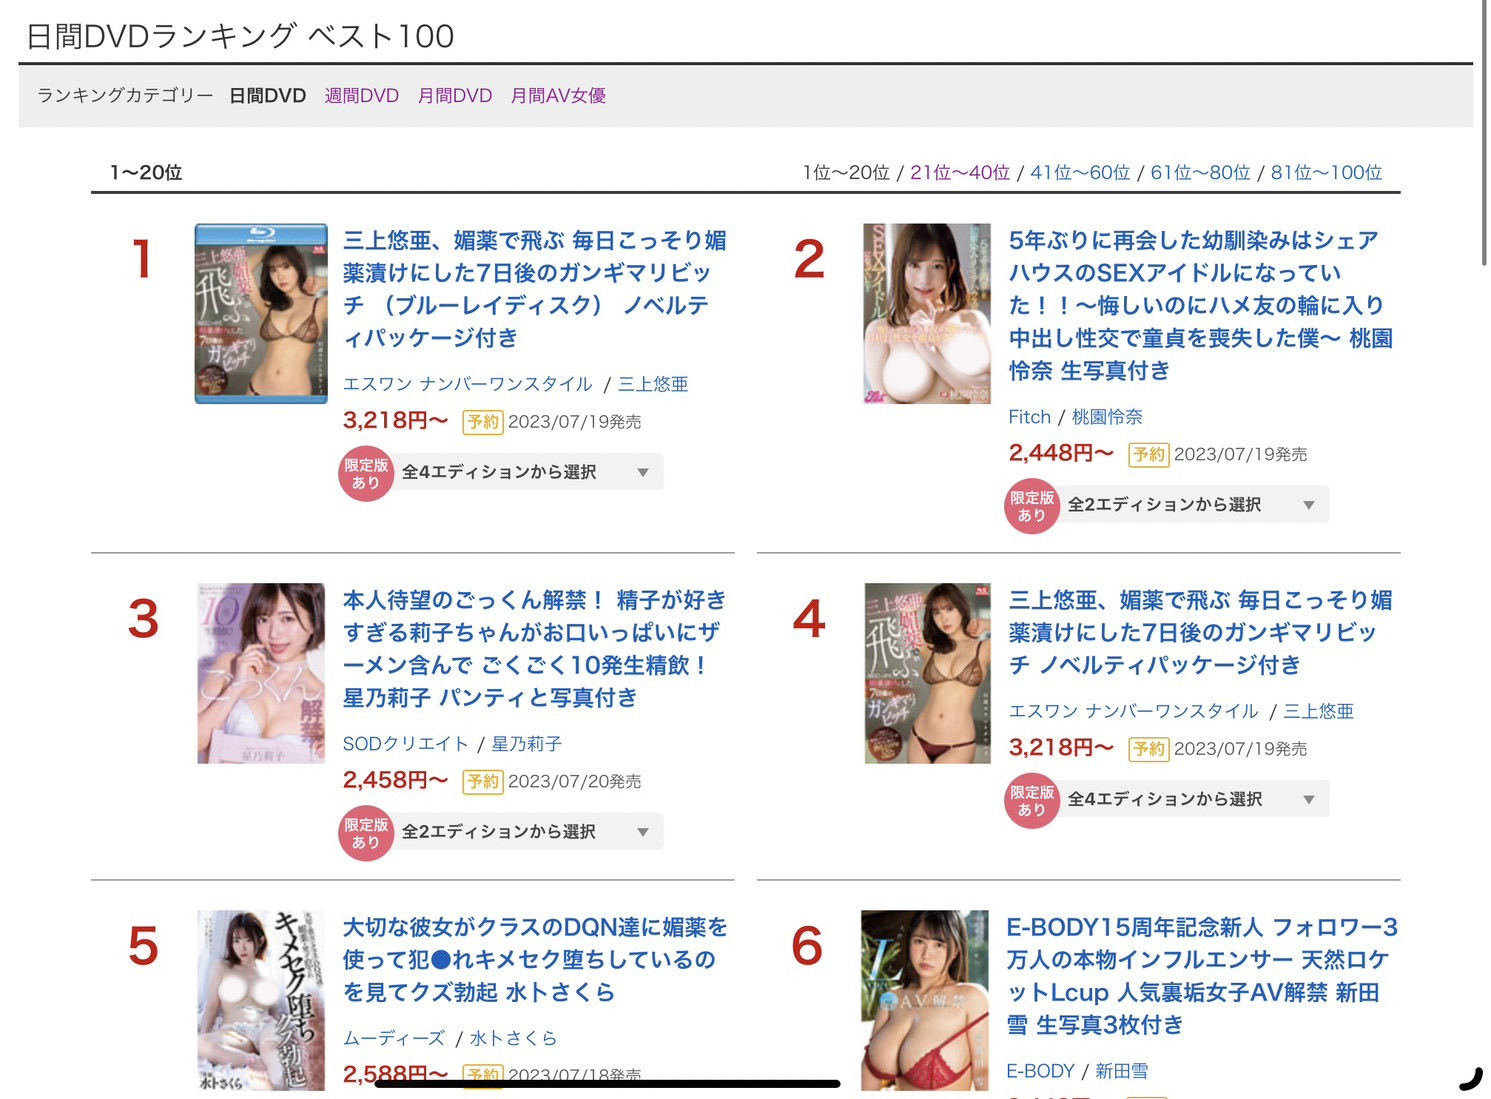 日間DVDランキング ベスト100
ランキングカテゴリー 日間DVD 週間DVD 月間DVD 月間AV女優
1〜20位
1位〜20位 / 21位〜40位 / 41位〜60位 / 61位〜80位 / 81位〜100位
1
三上悠亜、媚薬で飛ぶ 毎日こっそり媚
薬漬けにした7日後のガンギマリビッ
チ （ブルーレイディスク） ノベルテ
ィパッケージ付き
エスワン ナンバーワンスタイル / 三上悠亜
3,218円〜 予約 2023/07/19発売
限定版
あり
全4エディションから選択 ▼
2
5年ぶりに再会した幼馴染みはシェア
ハウスのSEXアイドルになってい
た！！〜悔しいのにハメ友の輪に入り
中出し性交で童貞を喪失した僕〜 桃園
怜奈 生写真付き
Fitch / 桃園怜奈
2,448円〜 予約 2023/07/19発売
限定版
あり
全2エディションから選択 ▼
3
本人待望のごっくん解禁！ 精子が好き
すぎる莉子ちゃんがお口いっぱいにザ
ーメン含んで ごくごく10発生精飲！
星乃莉子 パンティと写真付き
SODクリエイト / 星乃莉子
2,458円〜 予約 2023/07/20発売
限定版
あり
全2エディションから選択 ▼
4
三上悠亜、媚薬で飛ぶ 毎日こっそり媚
薬漬けにした7日後のガンギマリビッ
チ ノベルティパッケージ付き
エスワン ナンバーワンスタイル / 三上悠亜
3,218円〜 予約 2023/07/19発売
限定版
あり
全4エディションから選択 ▼
5
大切な彼女がクラスのDQN達に媚薬を
使って犯●れキメセク堕ちしているの
を見てクズ勃起 水卜さくら
ムーディーズ / 水卜さくら
2,588円〜 予約 2023/07/18発売
6
E-BODY15周年記念新人 フォロワー3
万人の本物インフルエンサー 天然ロケ
ットLcup 人気裏垢女子AV解禁 新田
雪 生写真3枚付き
E-BODY / 新田雪